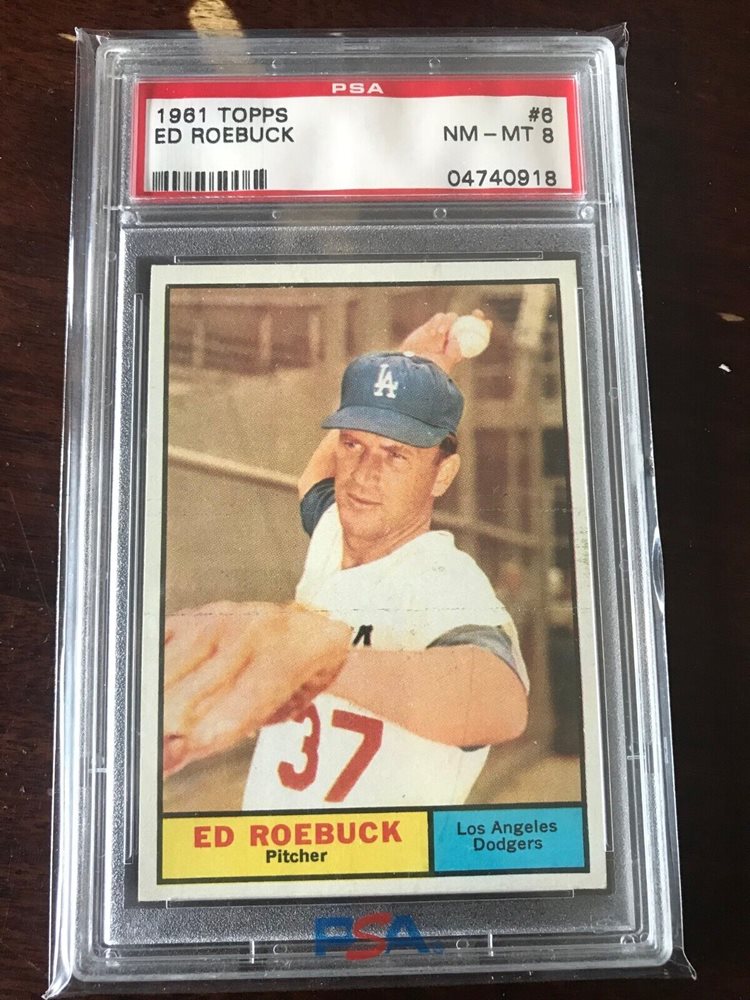 PSA
1961 TOPPS #6
ED ROEBUCK NM - MT 8
04740918
LA
37
ED ROEBUCK
Pitcher
Los Angeles
Dodgers
PSA